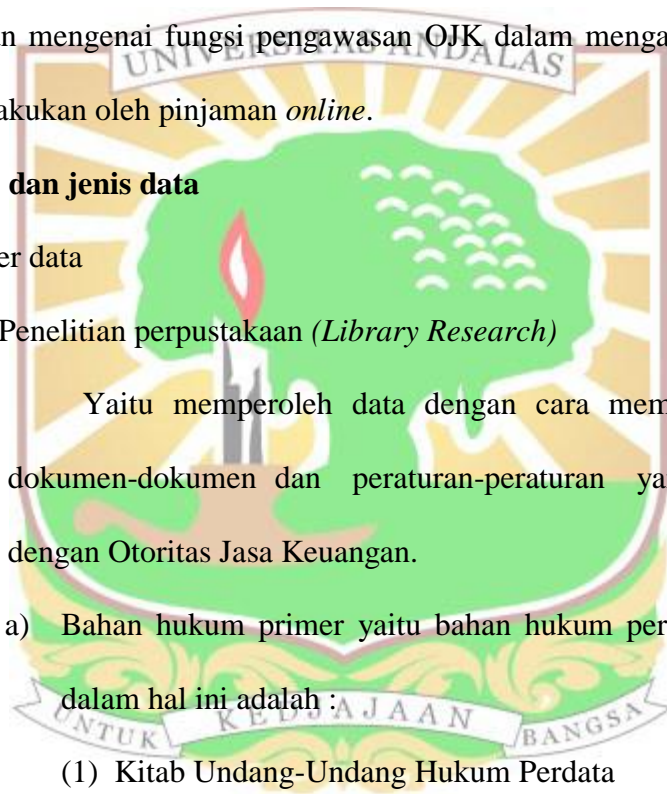 an mengenai fungsi pengawasan OJK dalam menga
UNIVERSITAS ANDALAS
akukan oleh pinjaman online.
dan jenis data
er data
Penelitian perpustakaan (Library Research)
Yaitu memperoleh data dengan cara mem
dokumen-dokumen dan peraturan-peraturan ya
dengan Otoritas Jasa Keuangan.
a) Bahan hukum primer yaitu bahan hukum per
dalam hal ini adalah :
UNTUK KEDJAJAAN BANGSA
(1) Kitab Undang-Undang Hukum Perdata